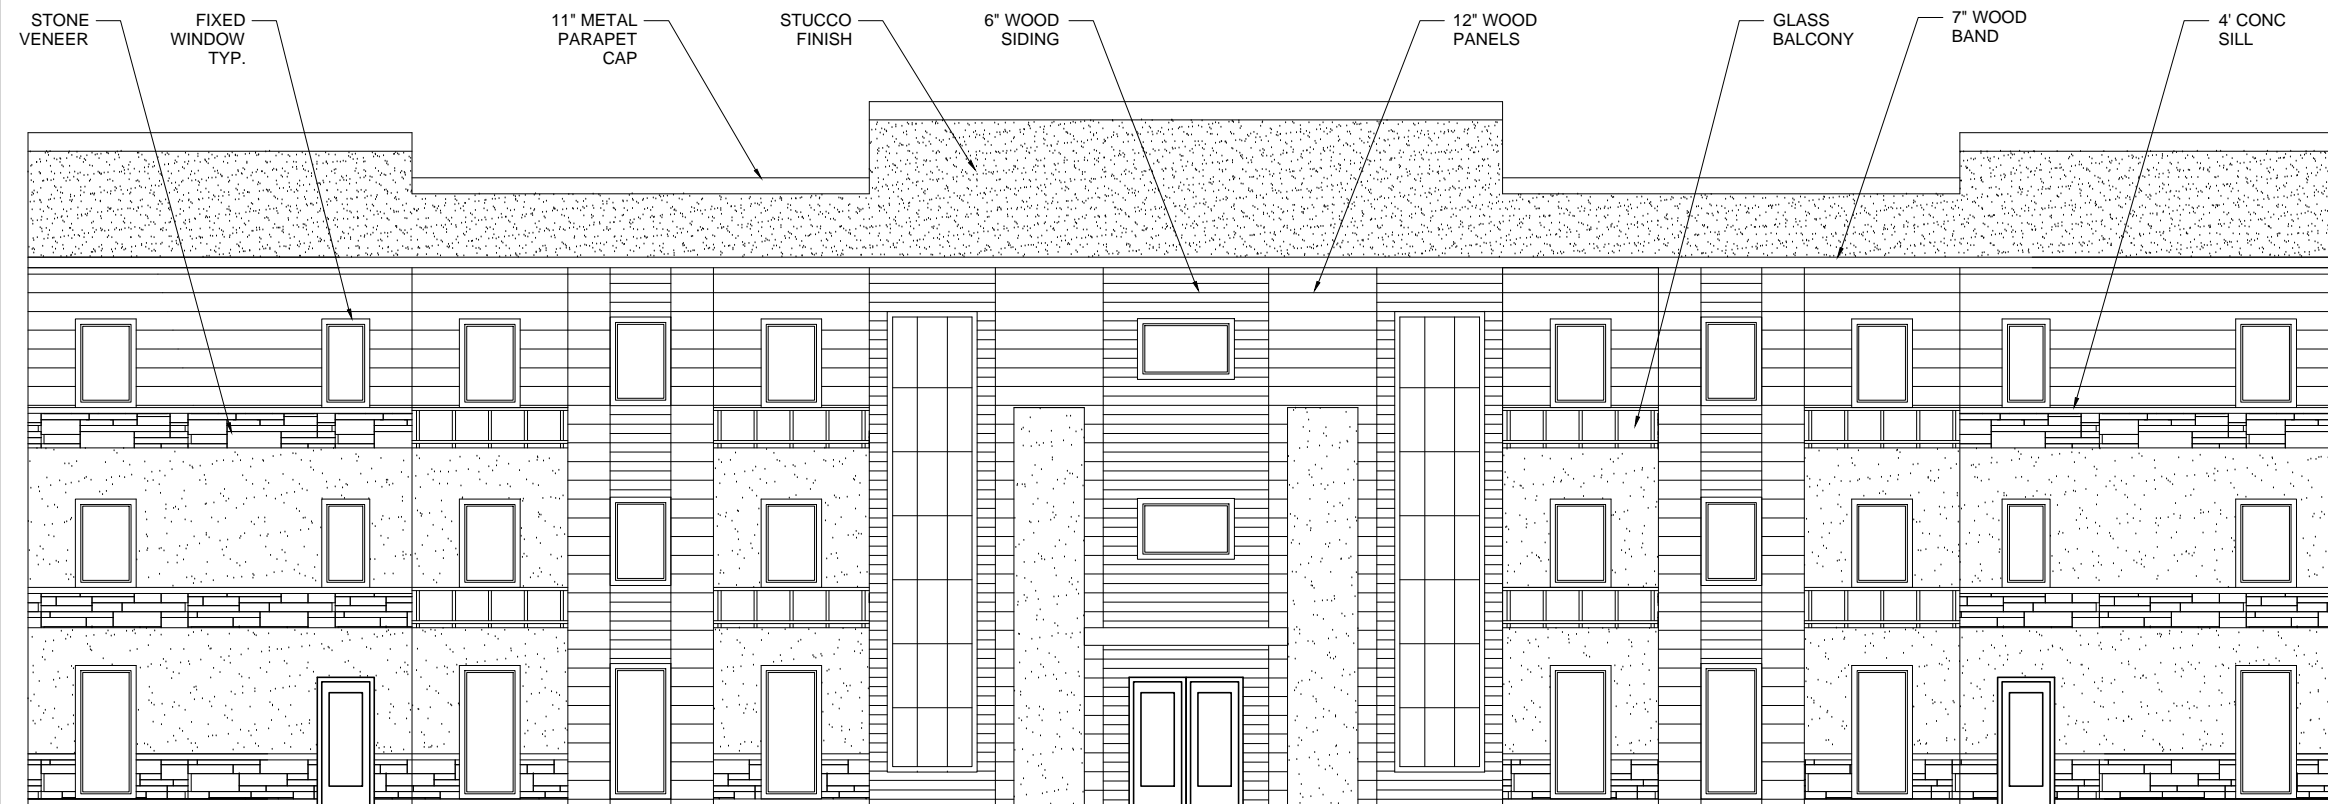 STONE
VENEER
FIXED
WINDOW
TYP.
11" METAL
PARAPET
CAP
STUCCO
FINISH
6" WOOD
SIDING
12" WOOD
PANELS
GLASS
BALCONY
7" WOOD
BAND
4' CONC
SILL